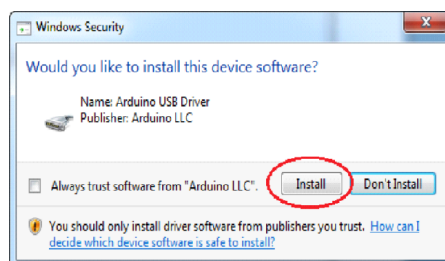 Windows Security
x
Would you like to install this device software?
Name: Arduino USB Driver
Publisher: Arduino LLC
Always trust software from "Arduino LLC".
Install
Don't Install
You should only install driver software from publishers you trust. How can I
decide which device software is safe to install?